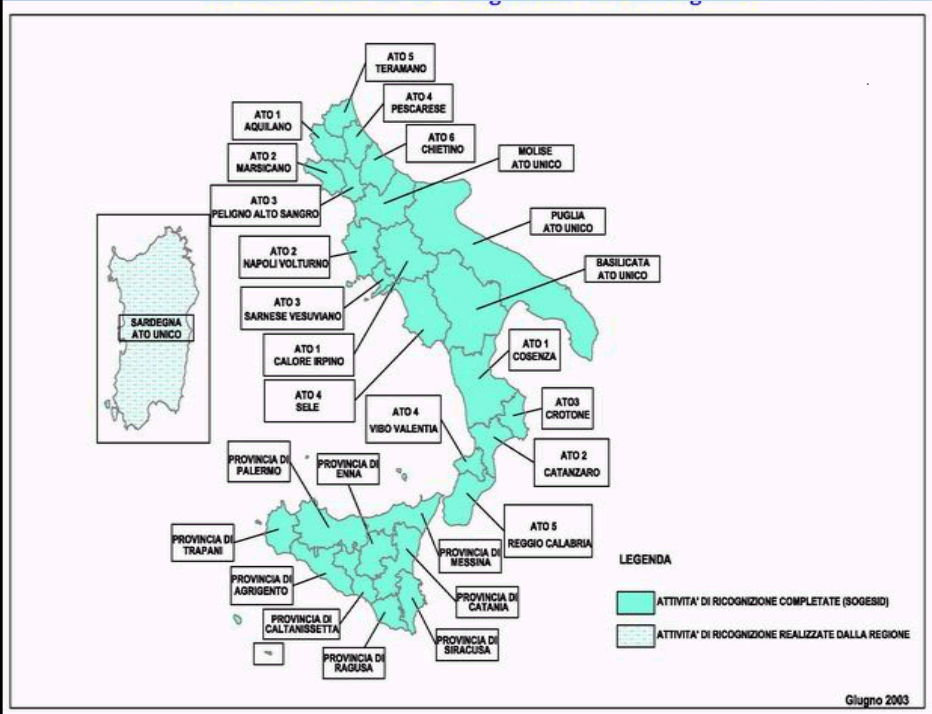 ATO 5
TERAMANO
ATO 4
PESCARESE
ATO 1
AQUILANO
ATO 6
CHIETINO
ATO 2
MARSICANO
MOLISE
ATO UNICO
ATO 3
PELIGNO ALTO SANGRO
PUGLIA
ATO UNICO
ATO 2
NAPOLI VOLTURNO
BASILICATA
ATO UNICO
ATO 3
SARNESE VESUVIANO
SARDEGNA
ATO UNICO
ATO 1
CALORE IRPINO
ATO 1
COSENZA
ATO 4
SELE
ATO3
CROTONE
ATO 4
VIBO VALENTIA
ATO 2
CATANZARO
PROVINCIA DI
PALERMO
PROVINCIA DI
ENNA
ATO 5
REGGIO CALABRIA
PROVINCIA DI
TRAPANI
PROVINCIA DI
MESSINA
PROVINCIA DI
AGRIGENTO
PROVINCIA DI
CATANIA
PROVINCIA DI
CALTANISSETTA
PROVINCIA DI
SIRACUSA
PROVINCIA DI
RAGUSA
LEGENDA
ATTIVITA' DI RICOGNIZIONE COMPLETATE (SOGESID)
ATTIVITA' DI RICOGNIZIONE REALIZZATE DALLA REGIONE
Giugno 2003